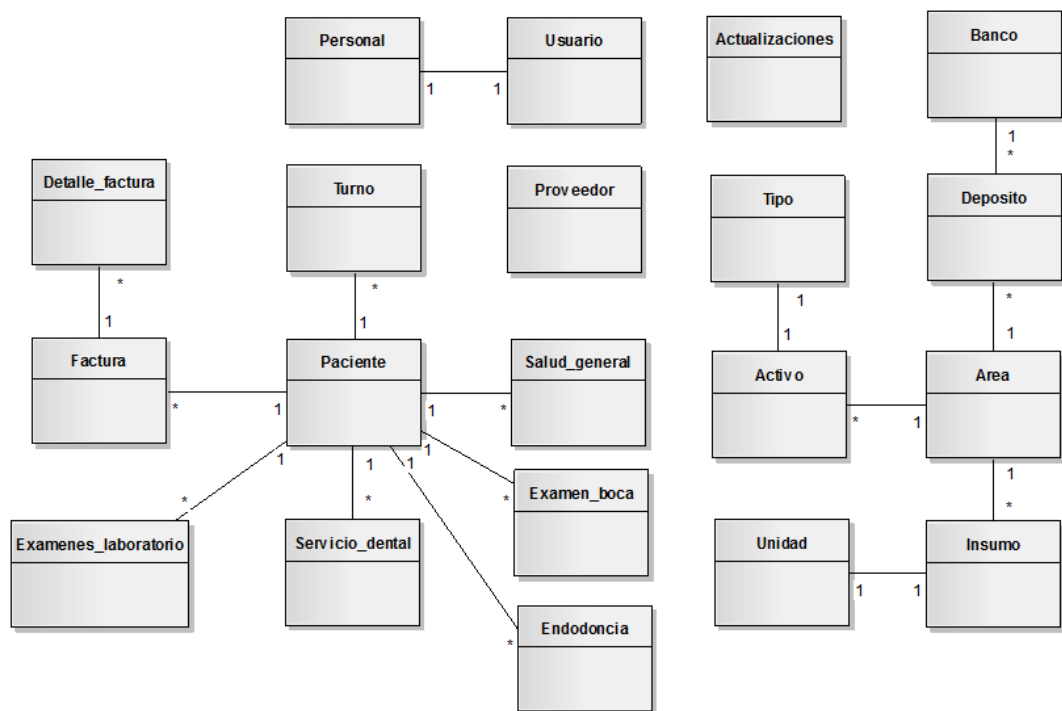 Personal
Usuario
Actualizaciones
Banco
1
1
1
*
Detalle_factura
Turno
Proveedor
Tipo
Deposito
*
*
1
*
1
1
1
1
Factura
Paciente
Salud_general
Activo
Area
*
1
1
*
*
1
1
1
1
1
1
*
*
*
*
Examenes_laboratorio
Servicio_dental
Examen_boca
Unidad
Insumo
1
1
Endodoncia
*